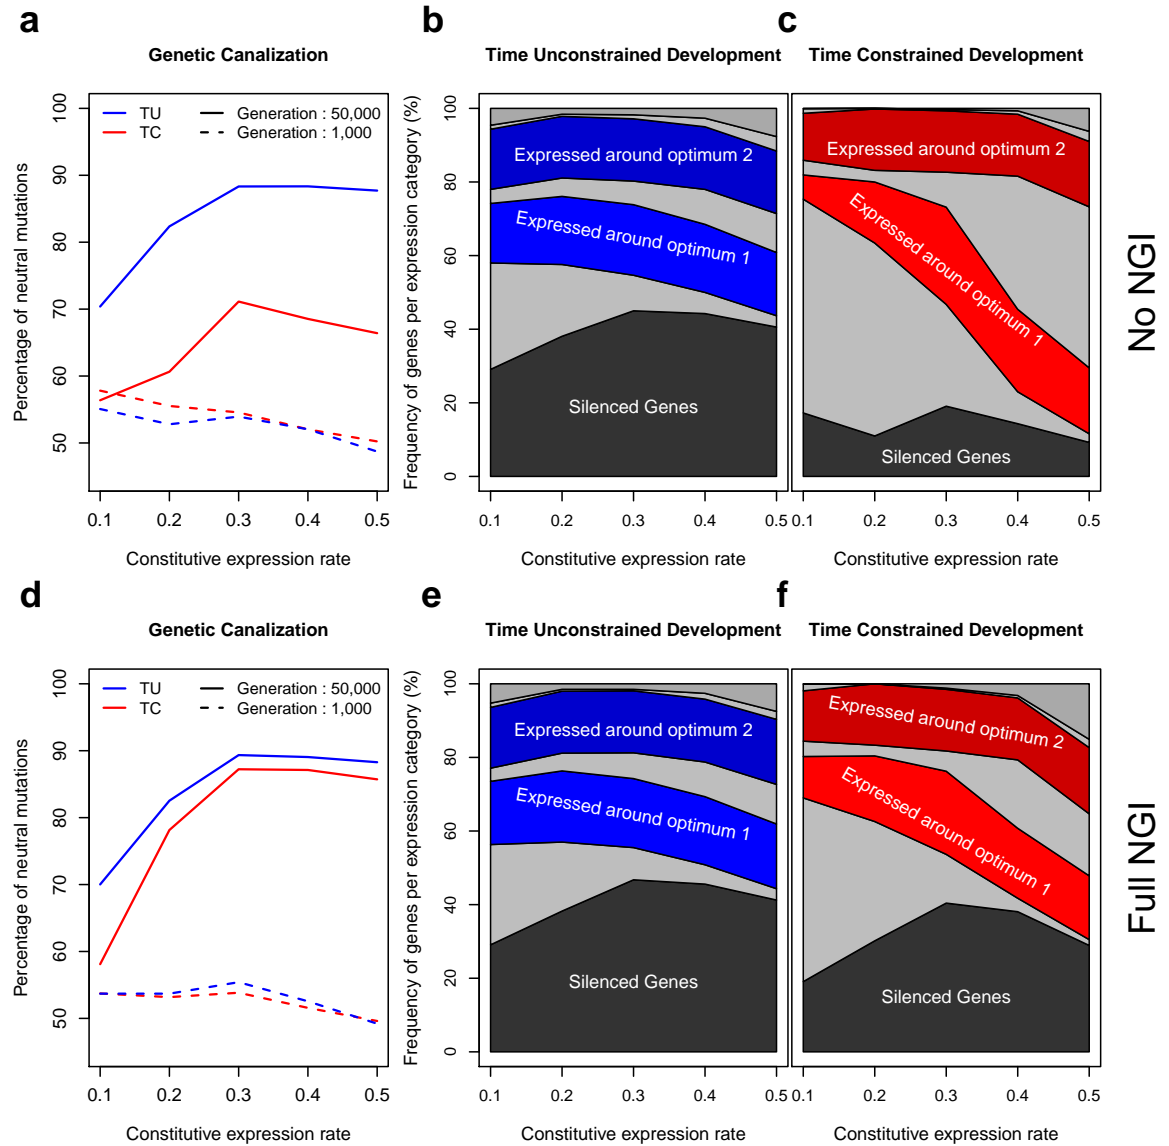 a
b
c
Genetic Canalization
Time Unconstrained Development
Time Constrained Development
Percentage of neutral mutations
100
90
80
70
60
50
TU
TC
Generation : 50,000
Generation : 1,000
0.1
0.2
0.3
0.4
0.5
Constitutive expression rate
Frequency of genes per expression category (%)
100
80
60
40
20
0
Expressed around optimum 2
Expressed around optimum 1
Silenced Genes
0.1
0.2
0.3
0.4
0.5
Constitutive expression rate
Expressed around optimum 2
Expressed around optimum 1
Silenced Genes
0.1
0.2
0.3
0.4
0.5
Constitutive expression rate
No NGI
d
e
f
Genetic Canalization
Time Unconstrained Development
Time Constrained Development
Percentage of neutral mutations
100
90
80
70
60
50
TU
TC
Generation : 50,000
Generation : 1,000
0.1
0.2
0.3
0.4
0.5
Constitutive expression rate
Frequency of genes per expression category (%)
100
80
60
40
20
0
Expressed around optimum 2
Expressed around optimum 1
Silenced Genes
0.1
0.2
0.3
0.4
0.5
Constitutive expression rate
Expressed around optimum 2
Expressed around optimum 1
Silenced Genes
0.1
0.2
0.3
0.4
0.5
Constitutive expression rate
Full NGI